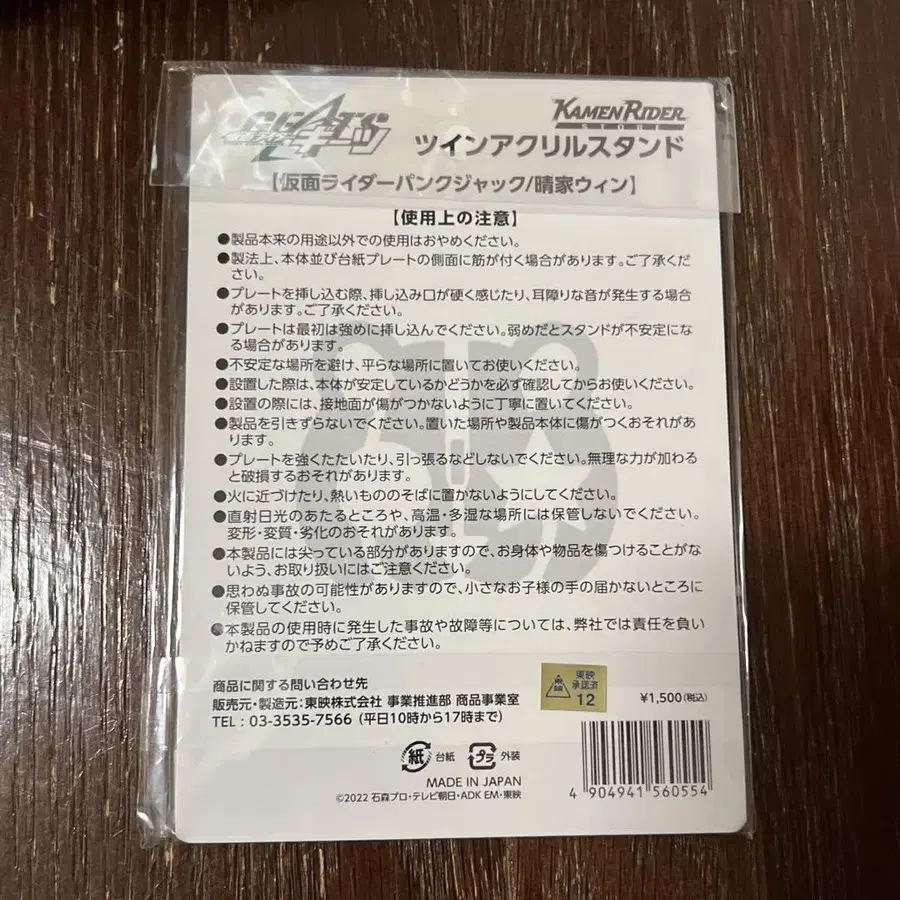 GEATS
ギーツ
KAMEN RIDER
STORE
ツインアクリルスタンド
【仮面ライダーパンクジャック/晴家ウィン】
【使用上の注意】
●製品本来の用途以外での使用はおやめください。
●製法上、本体並び台紙プレートの側面に筋が付く場合があります。ご了承くだ
さい。
●プレートを挿し込む際、挿し込み口が硬く感じたり、耳障りな音が発生する場合
があります。ご了承ください。
●プレートは最初は強めに挿し込んでください。弱めだとスタンドが不安定にな
る場合があります。
●不安定な場所を避け、平らな場所に置いてお使いください。
●設置した際は、本体が安定しているかどうかを必ず確認してからお使いください。
●設置の際には、接地面が傷がつかないように丁寧に置いてください。
●製品を引きずらないでください。置いた場所や製品本体に傷がつくおそれがあ
ります。
●プレートを強くたたいたり、引っ張るなどしないでください。無理な力が加わる
と破損するおそれがあります。
●火に近づけたり、熱いもののそばに置かないようにしてください。
●直射日光のあたるところや、高温・多湿な場所には保管しないでください。
変形・変質・劣化のおそれがあります。
●本製品には尖っている部分がありますので、お身体や物品を傷つけることがな
いよう、お取り扱いにはご注意ください。
●思わぬ事故の可能性がありますので、小さなお子様の手の届かないところに
保管してください。
●本製品の使用時に発生した事故や故障等については、弊社では責任を負い
かねますので予めご了承ください。
商品に関する問い合わせ先
販売元・製造元:東映株式会社 事業推進部 商品事業室
TEL : 03-3535-7566 (平日10時から17時まで)
東映
承認済
12
¥1,500(税込)
紙 台紙 プラ 外装
MADE IN JAPAN
©2022 石森プロ・テレビ朝日・ADK EM・東映
4 904941 560554